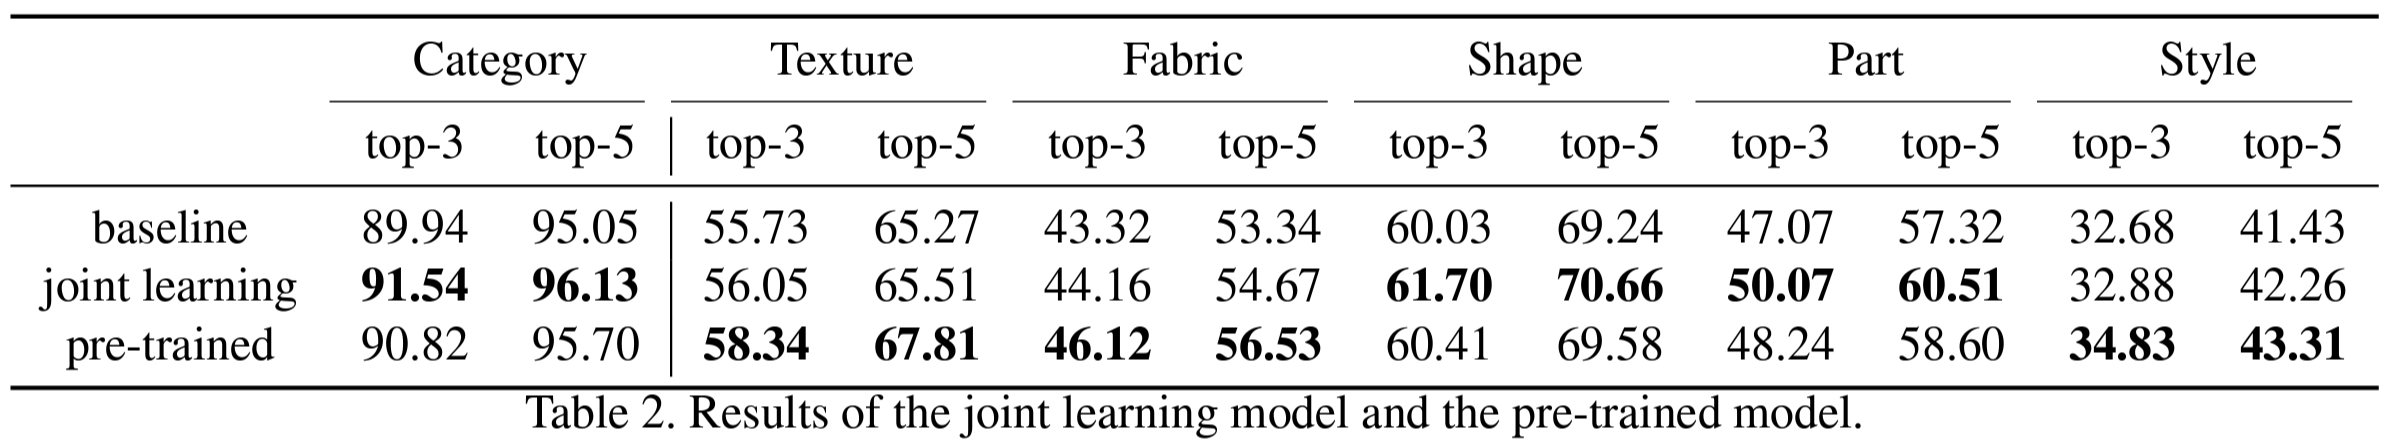 Category Texture Fabric Shape Part Style
top-3 top-5 top-3 top-5 top-3 top-5 top-3 top-5 top-3 top-5 top-3 top-5
baseline 89.94 95.05 55.73 65.27 43.32 53.34 60.03 69.24 47.07 57.32 32.68 41.43
joint learning 91.54 96.13 56.05 65.51 44.16 54.67 61.70 70.66 50.07 60.51 32.88 42.26
pre-trained 90.82 95.70 58.34 67.81 46.12 56.53 60.41 69.58 48.24 58.60 34.83 43.31
Table 2. Results of the joint learning model and the pre-trained model.